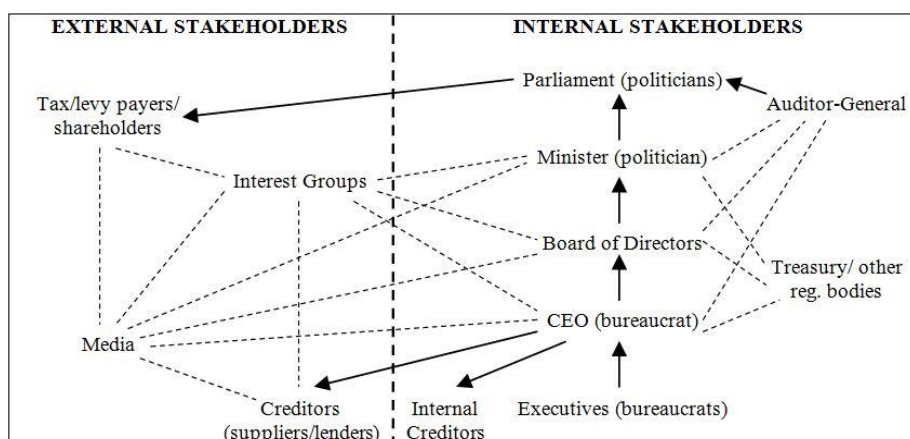 EXTERNAL STAKEHOLDERS
INTERNAL STAKEHOLDERS
Parliament (politicians)
Tax/levy payers/
shareholders
Auditor-General
Minister (politician)
Interest Groups
Board of Directors
Treasury/ other
reg. bodies
CEO (bureaucrat)
Media
Creditors
(suppliers/lenders)
Internal
Creditors
Executives (bureaucrats)